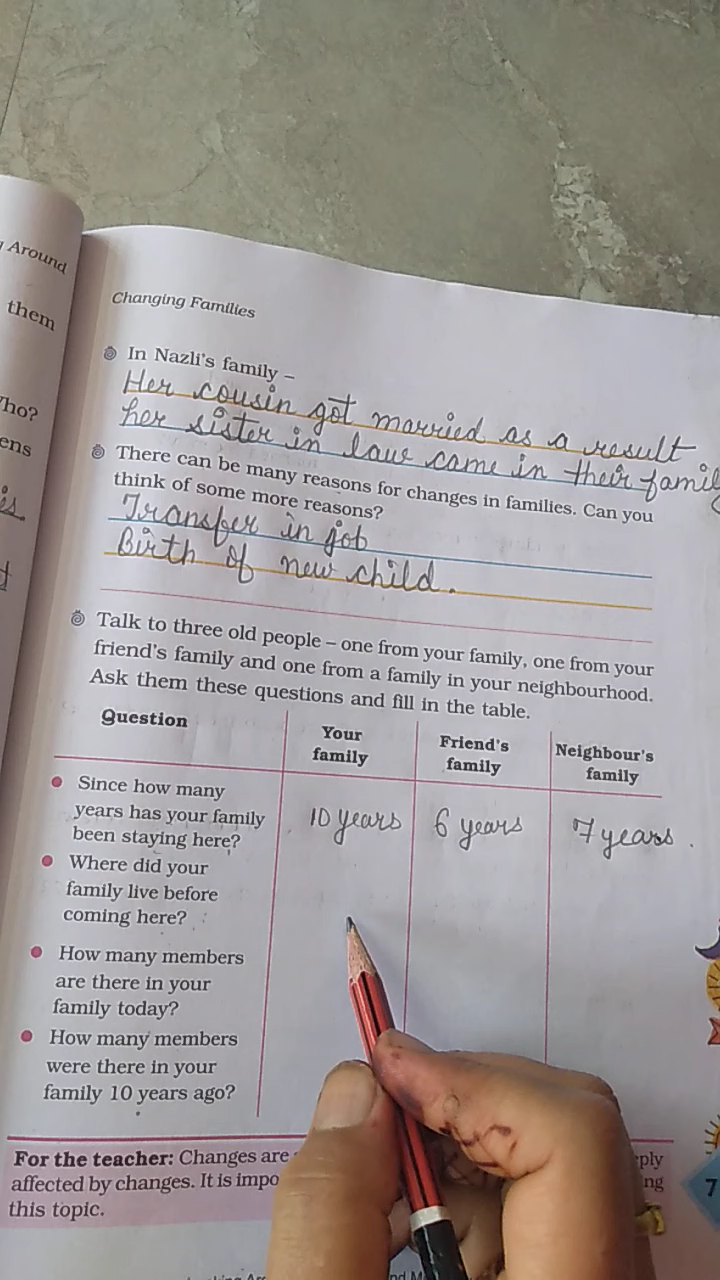 Around
them
Who?
ens
is
Changing Families
In Nazli's family –
Her cousin got married as a result
her sister in law came in their famil
There can be many reasons for changes in families. Can you
think of some more reasons?
Transfer in job
Birth of new child.
Talk to three old people – one from your family, one from your
friend's family and one from a family in your neighbourhood.
Ask them these questions and fill in the table.
Question
Your family
Friend's family
Neighbour's family
Since how many
years has your family
been staying here?
10 years 6 years 7 years.
Where did your
family live before
coming here?
How many members
are there in your
family today?
How many members
were there in your
family 10 years ago?
For the teacher: Changes are
ply
affected by changes. It is impo
ng
this topic.
7